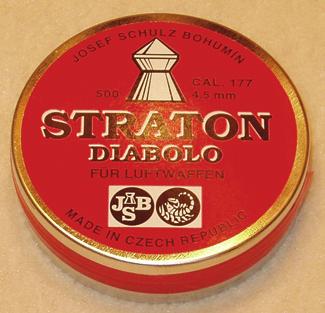 JOSEF SCHULZ BOHUMÍN
500
CAL. 177
4,5 mm
STRATON
DIABOLO
FÜR LUFTWAFFEN
JSB
MADE IN CZECH REPUBLIC